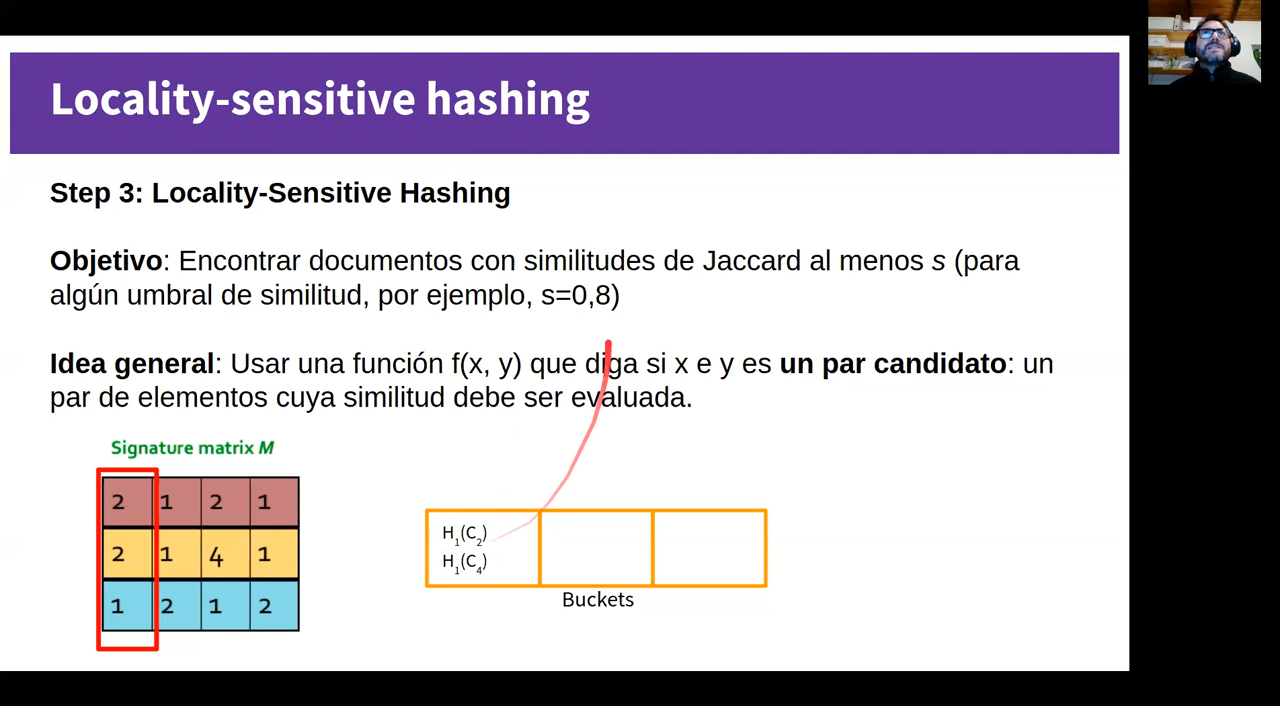 Locality-sensitive hashing
Step 3: Locality-Sensitive Hashing
Objetivo: Encontrar documentos con similitudes de Jaccard al menos s (para
algún umbral de similitud, por ejemplo, s=0,8)
Idea general: Usar una función f(x, y) que diga si x e y es un par candidato: un
par de elementos cuya similitud debe ser evaluada.
Signature matrix M
2 1 2 1
2 1 4 1
1 2 1 2
H₁(C₂)
H₁(C₄)
Buckets